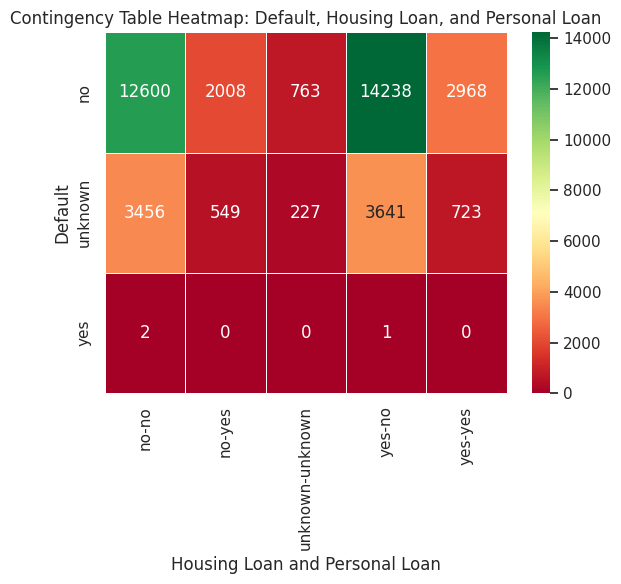 Contingency Table Heatmap: Default, Housing Loan, and Personal Loan
Default
no
12600 2008 763 14238 2968
unknown
3456 549 227 3641 723
yes
2 0 0 1 0
no-no
no-yes
unknown-unknown
yes-no
yes-yes
Housing Loan and Personal Loan
14000
12000
10000
8000
6000
4000
2000
0